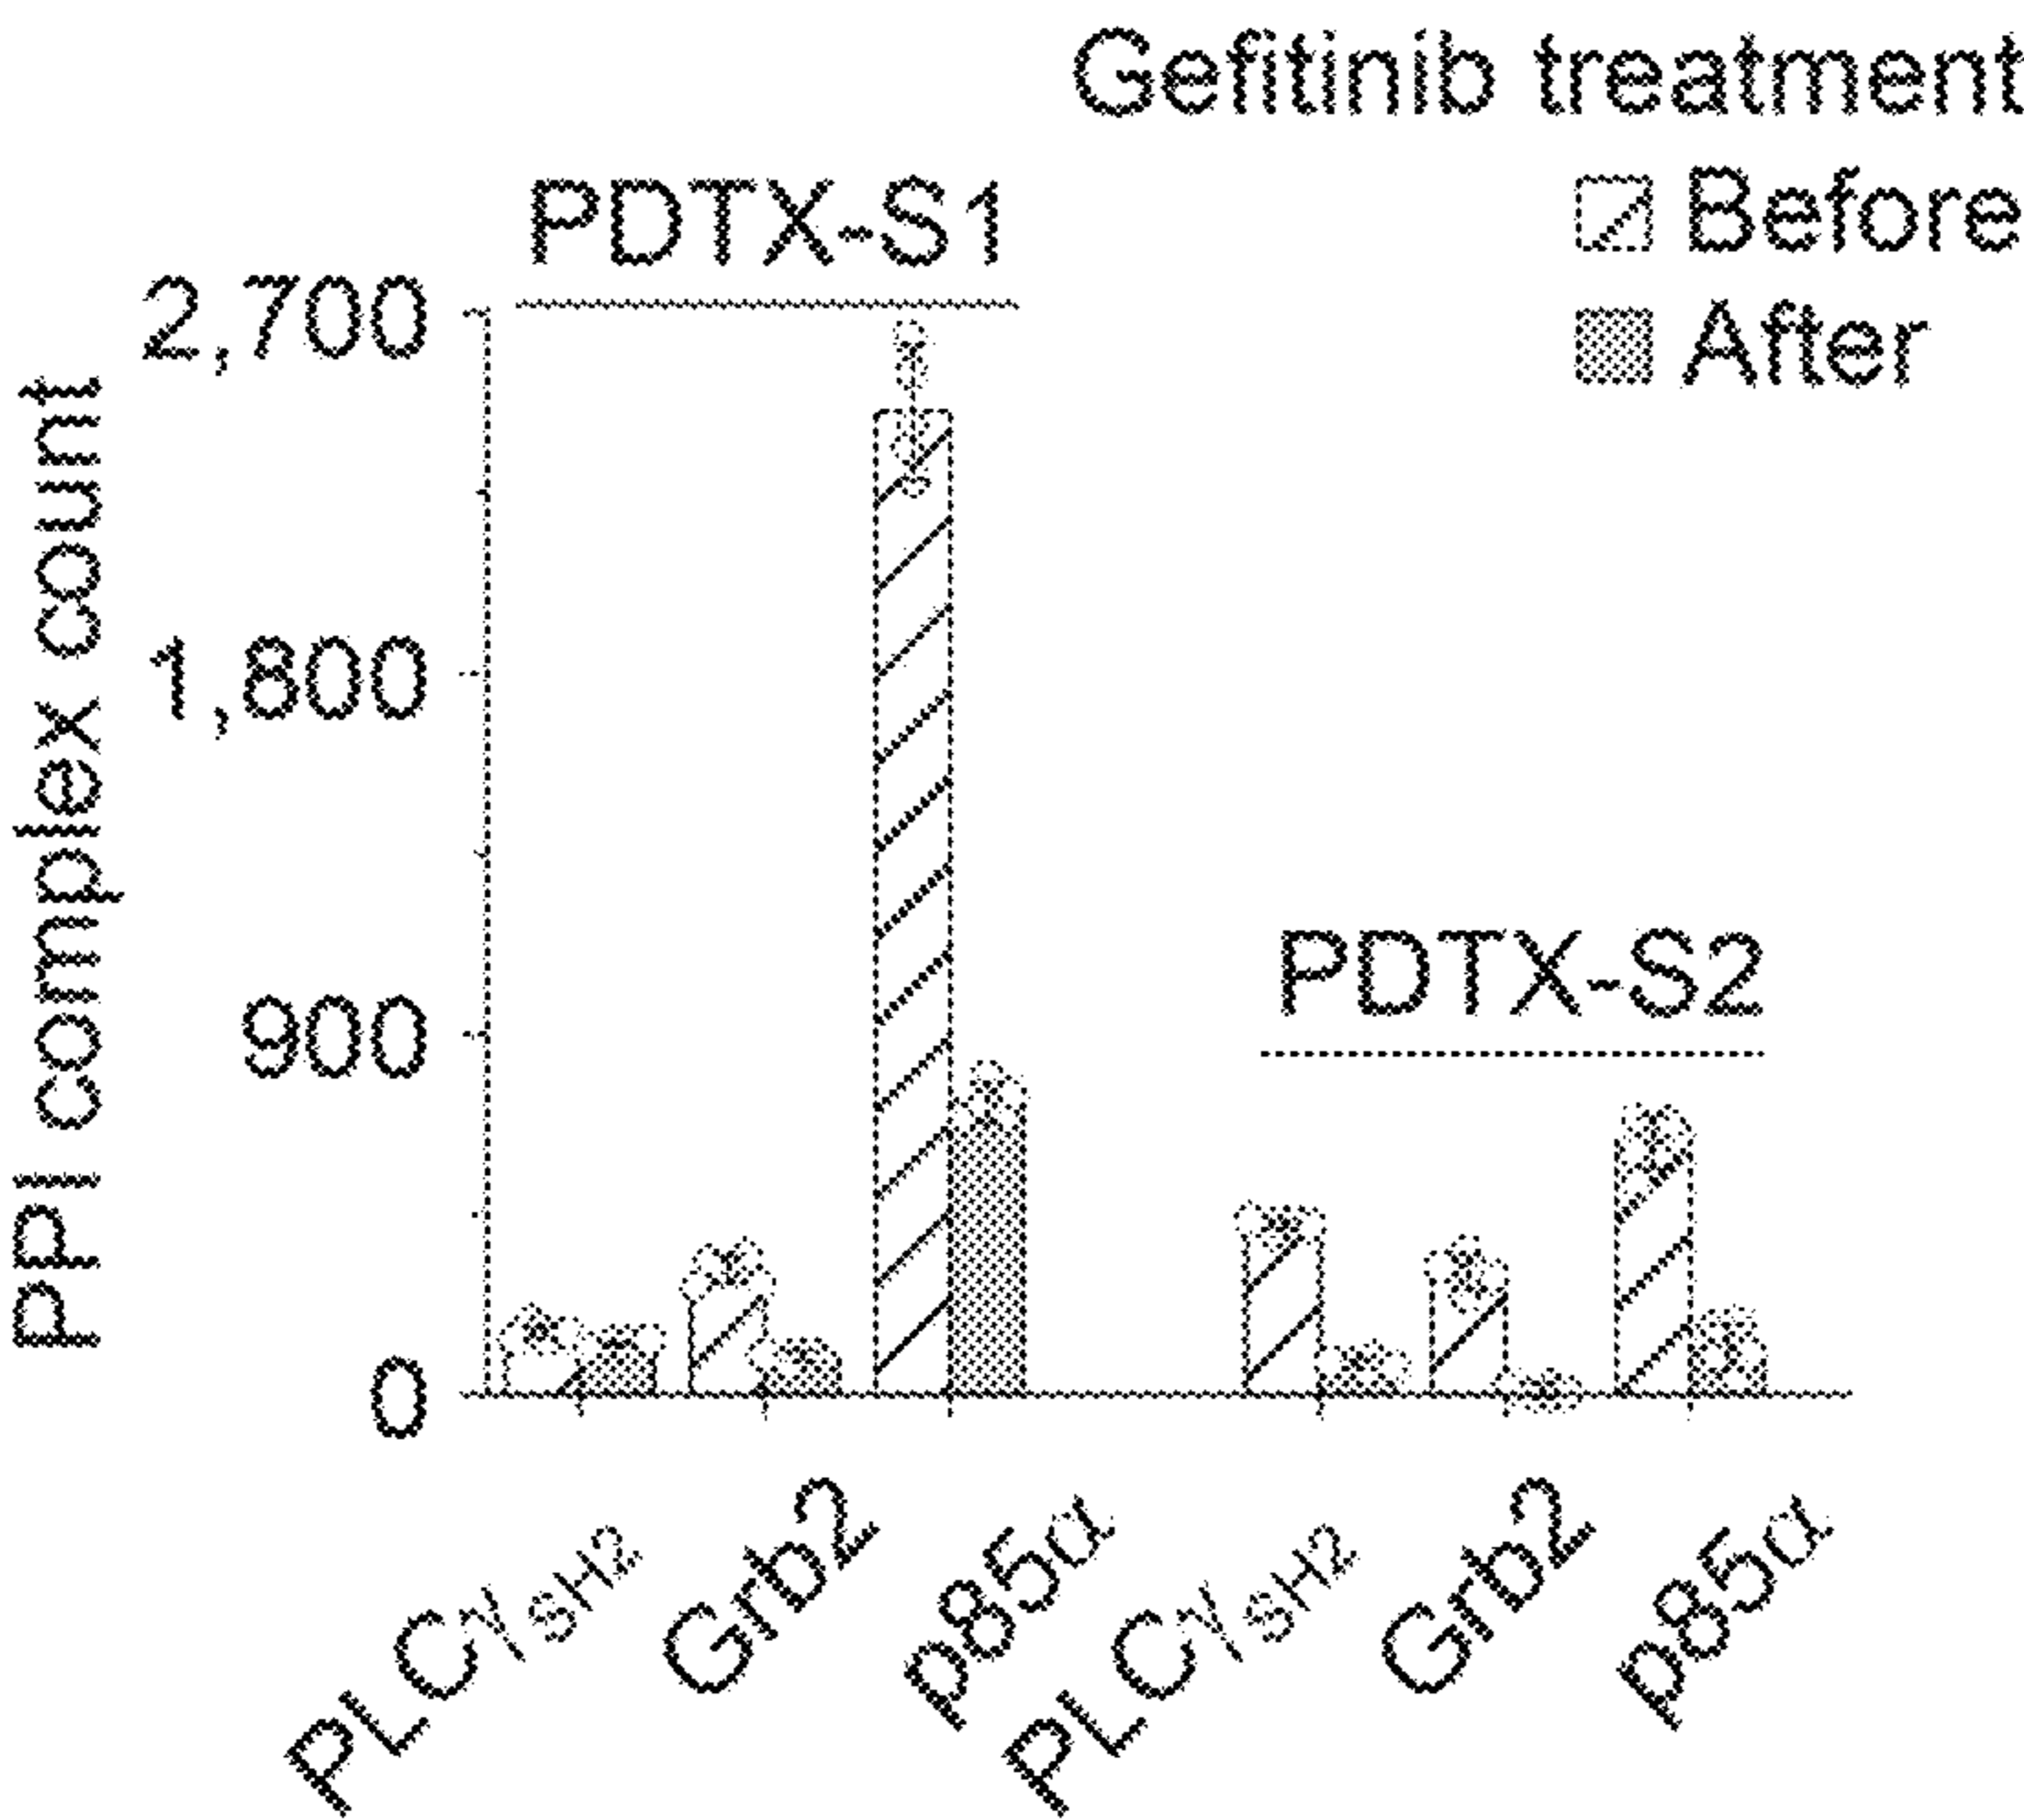 Gefitinib treatment
Before
After
PDTX-S1
PDTX-S2
PPI complex count
2,700
1,800
900
0
PLCγSH2
Grb2
p85α
PLCγSH2
Grb2
p85α